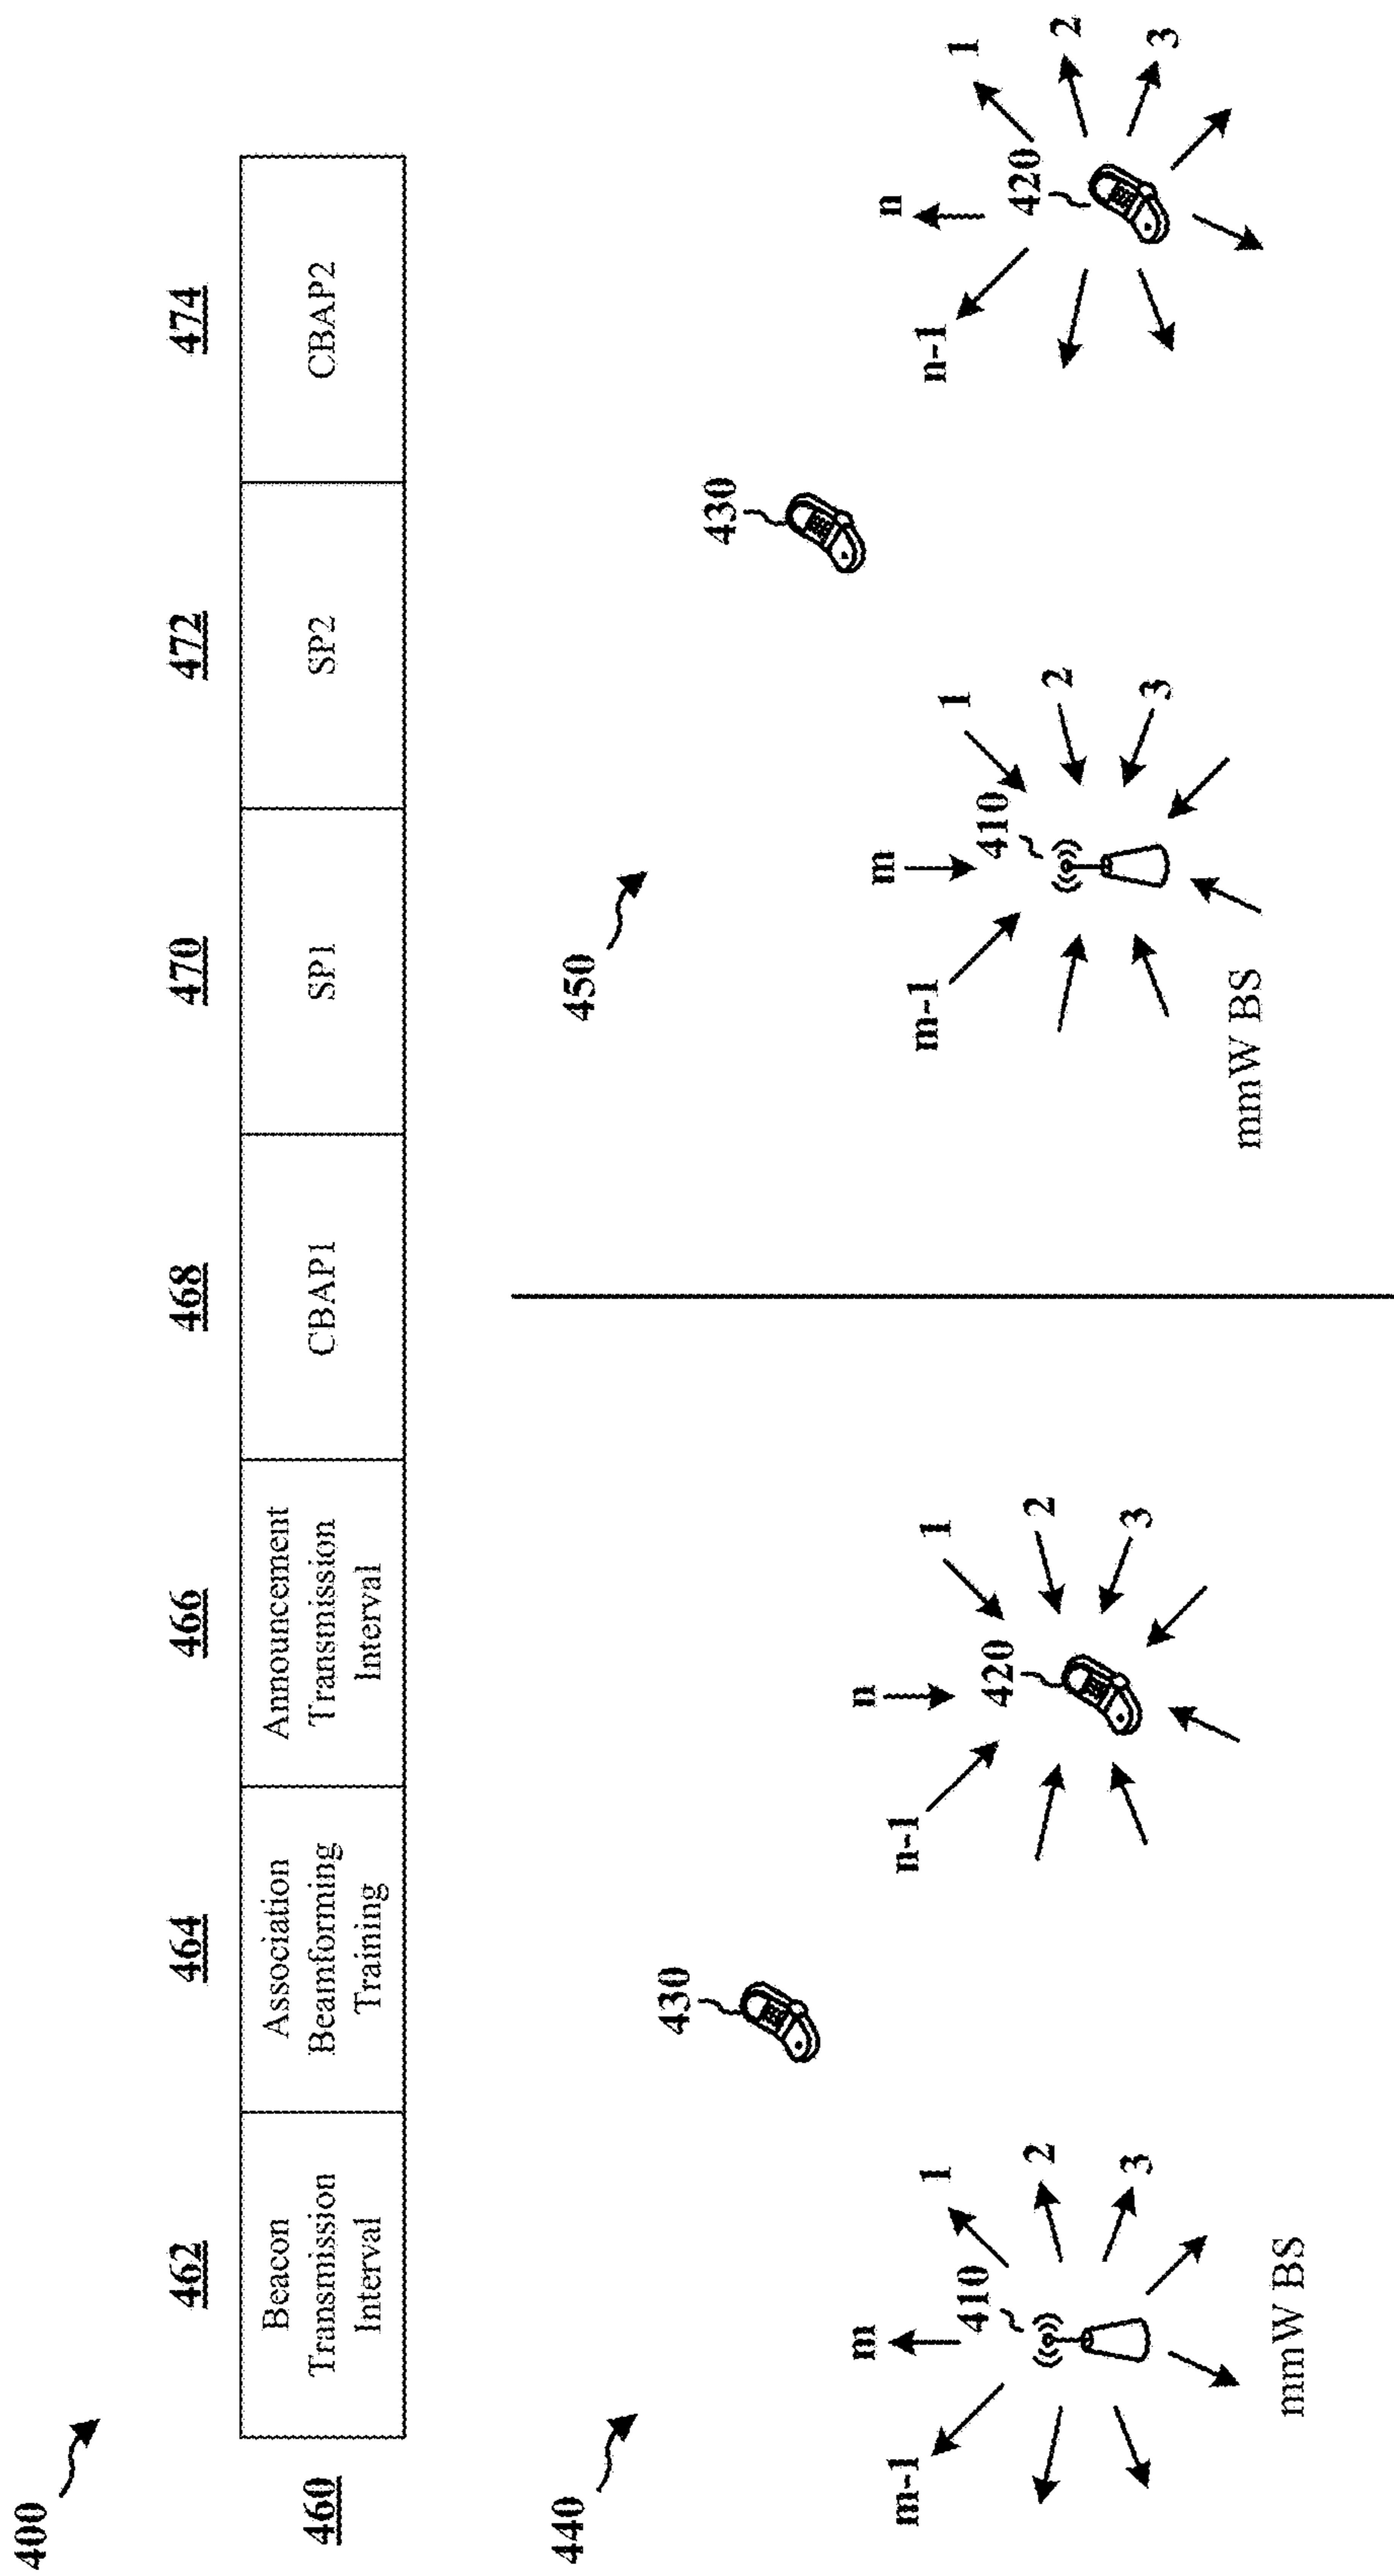 400
462
464
466
468
470
472
474
460
Beacon
Transmission
Interval
Association
Beamforming
Training
Announcement
Transmission
Interval
CBAP1
SP1
SP2
CBAP2
440
430
m-1
m
1
410
2
3
mmW BS
n-1
n
1
420
2
3
450
430
m-1
m
1
410
2
3
mmW BS
n-1
n
1
420
2
3